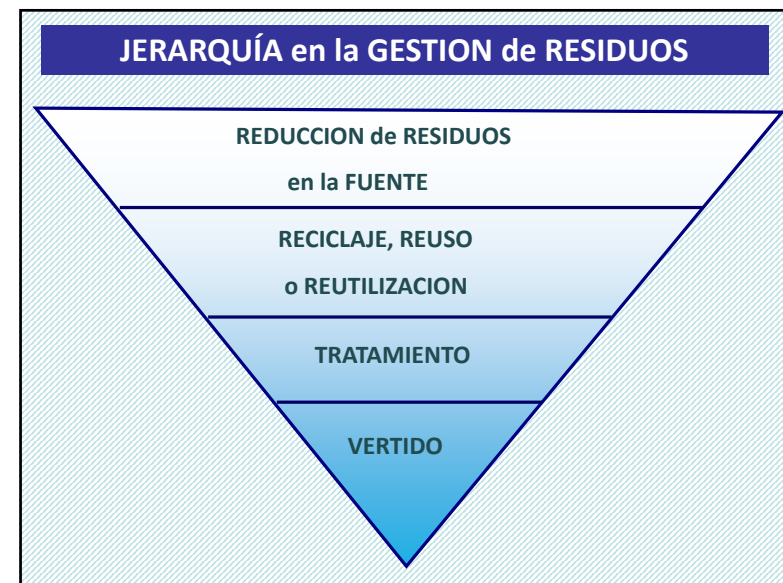 JERARQUÍA en la GESTION de RESIDUOS
REDUCCION de RESIDUOS
en la FUENTE
RECICLAJE, REUSO
o REUTILIZACION
TRATAMIENTO
VERTIDO